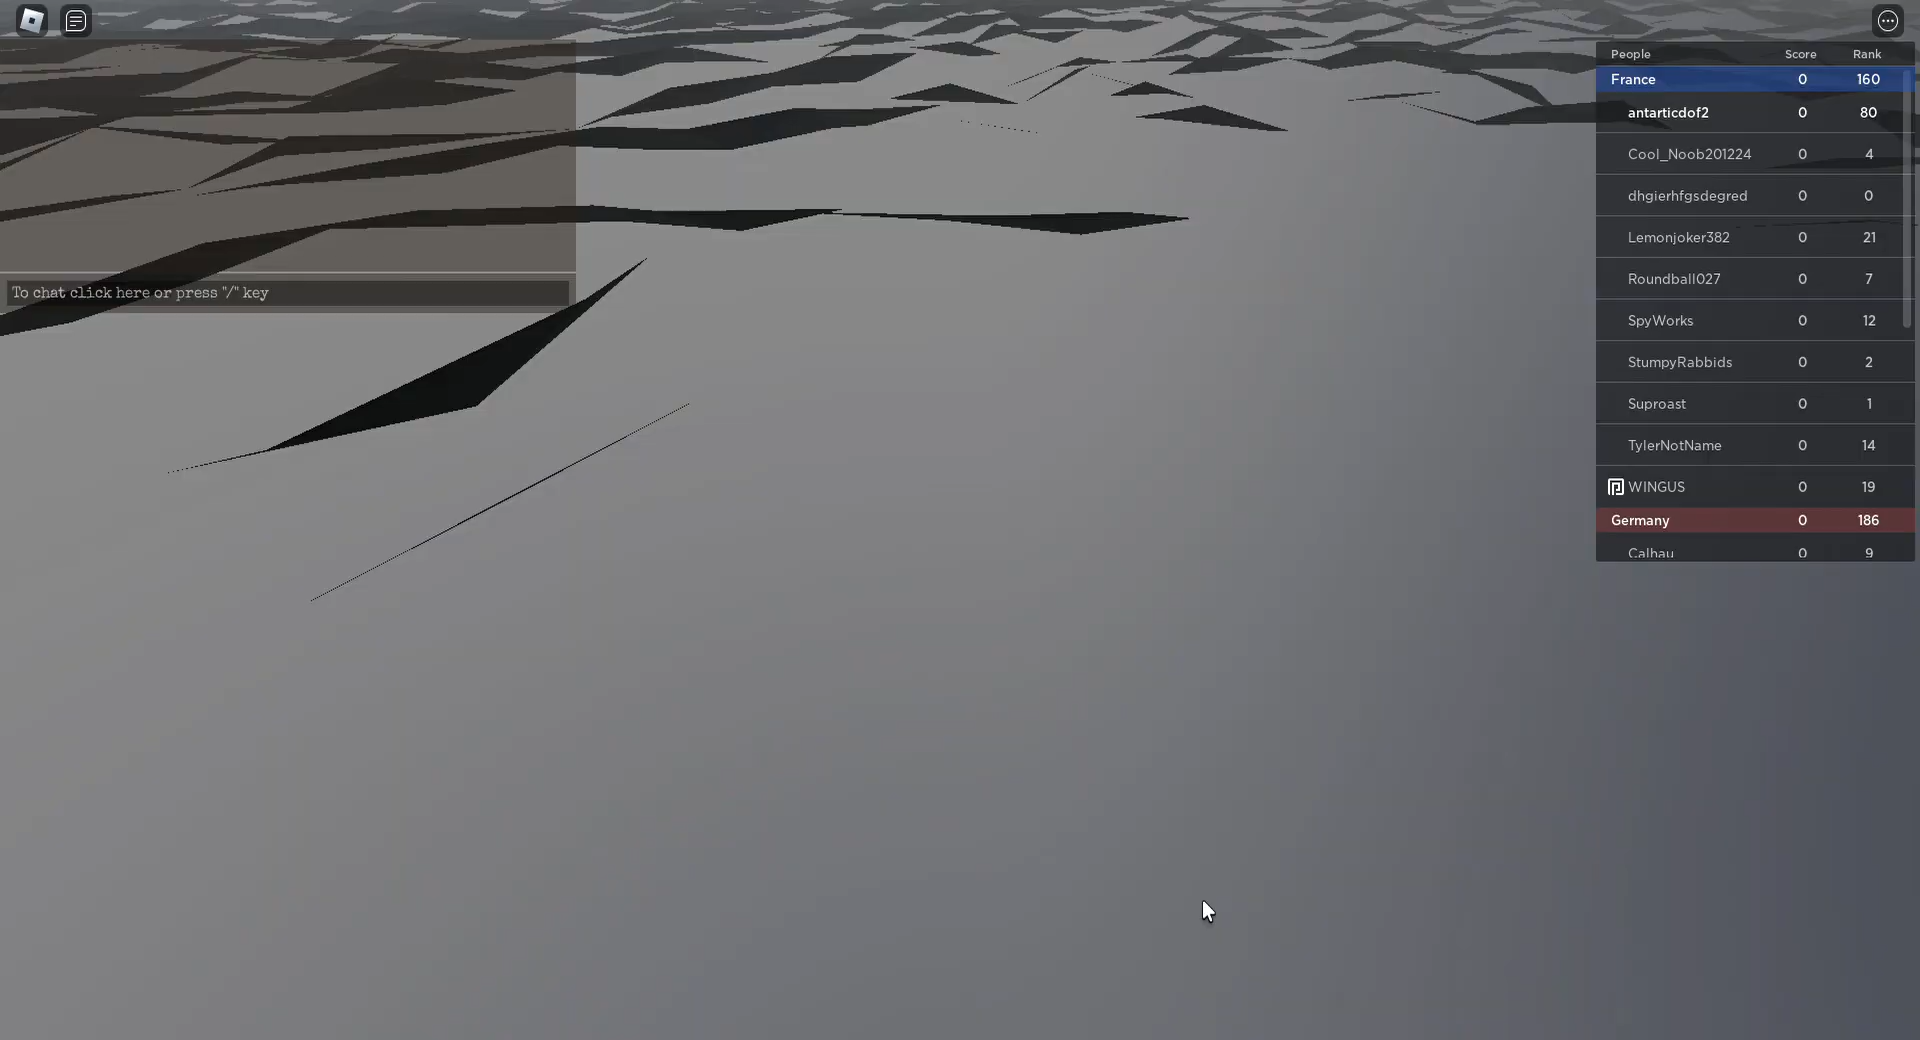 To chat click here or press "/" key
People Score Rank
France 0 160
antarticdof2 0 80
Cool_Noob201224 0 4
dhgierhfgsdegred 0 0
Lemonjoker382 0 21
Roundball027 0 7
SpyWorks 0 12
StumpyRabbids 0 2
Suproast 0 1
TylerNotName 0 14
WINGUS 0 19
Germany 0 186
Calhau 0 9